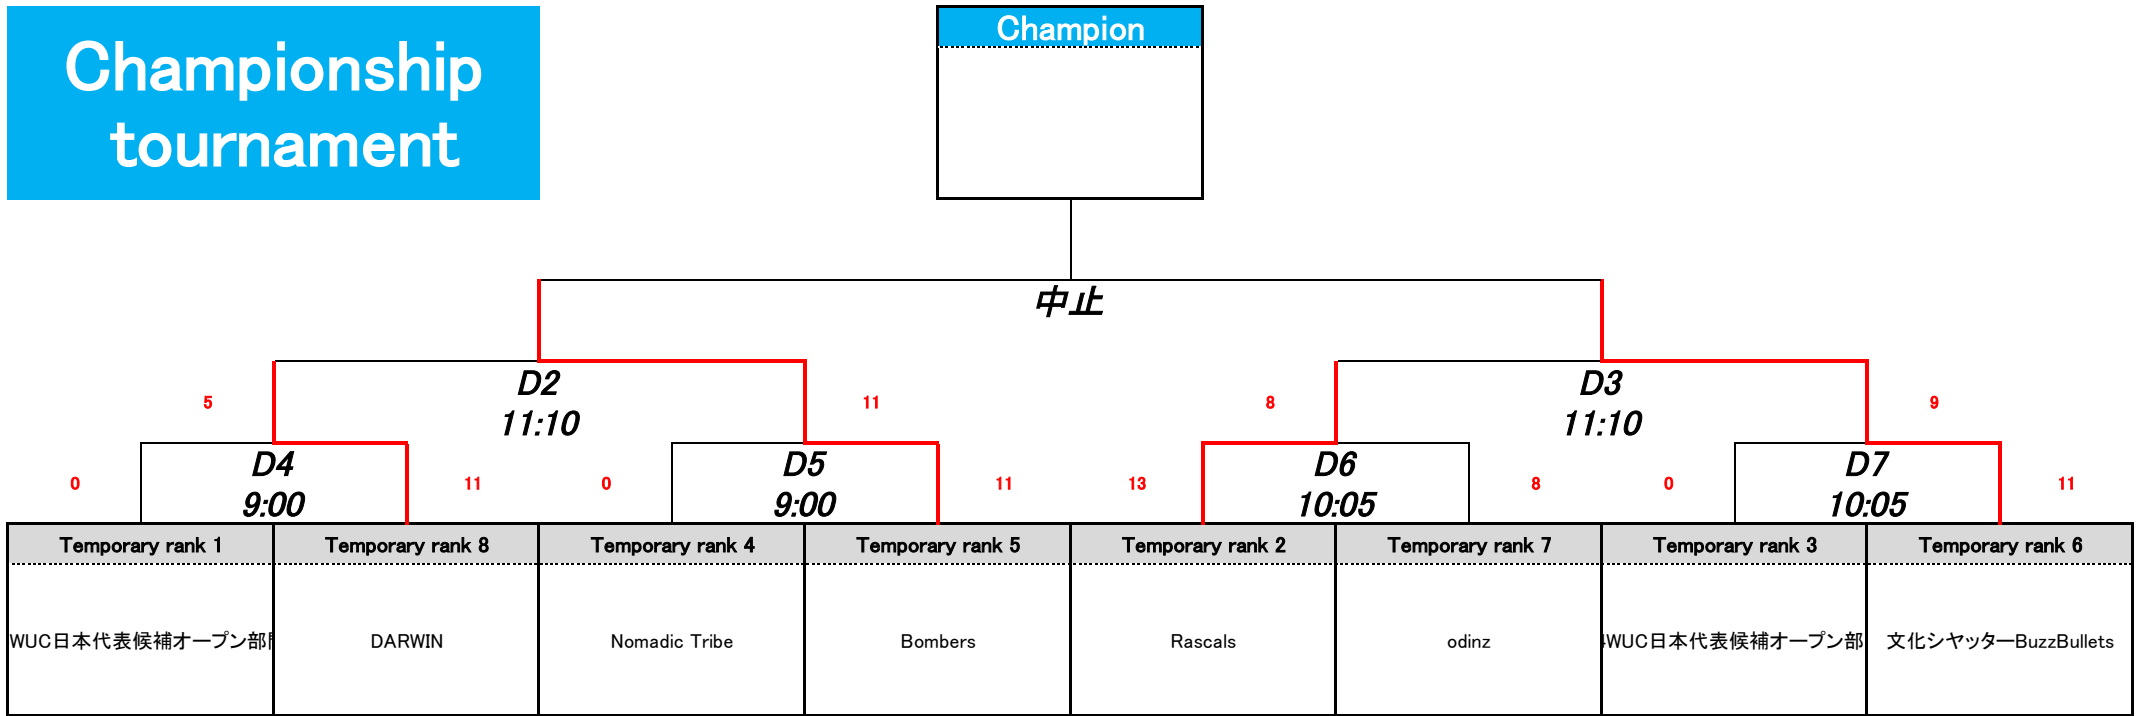 Championship
tournament
Champion
中止
D2
11:10
D3
11:10
5
11
8
9
D4
9:00
D5
9:00
D6
10:05
D7
10:05
0
11
0
11
13
8
0
11
Temporary rank 1
Temporary rank 8
Temporary rank 4
Temporary rank 5
Temporary rank 2
Temporary rank 7
Temporary rank 3
Temporary rank 6
WUC日本代表候補オープン部
DARWIN
Nomadic Tribe
Bombers
Rascals
odinz
WUC日本代表候補オープン部
文化シヤッターBuzzBullets